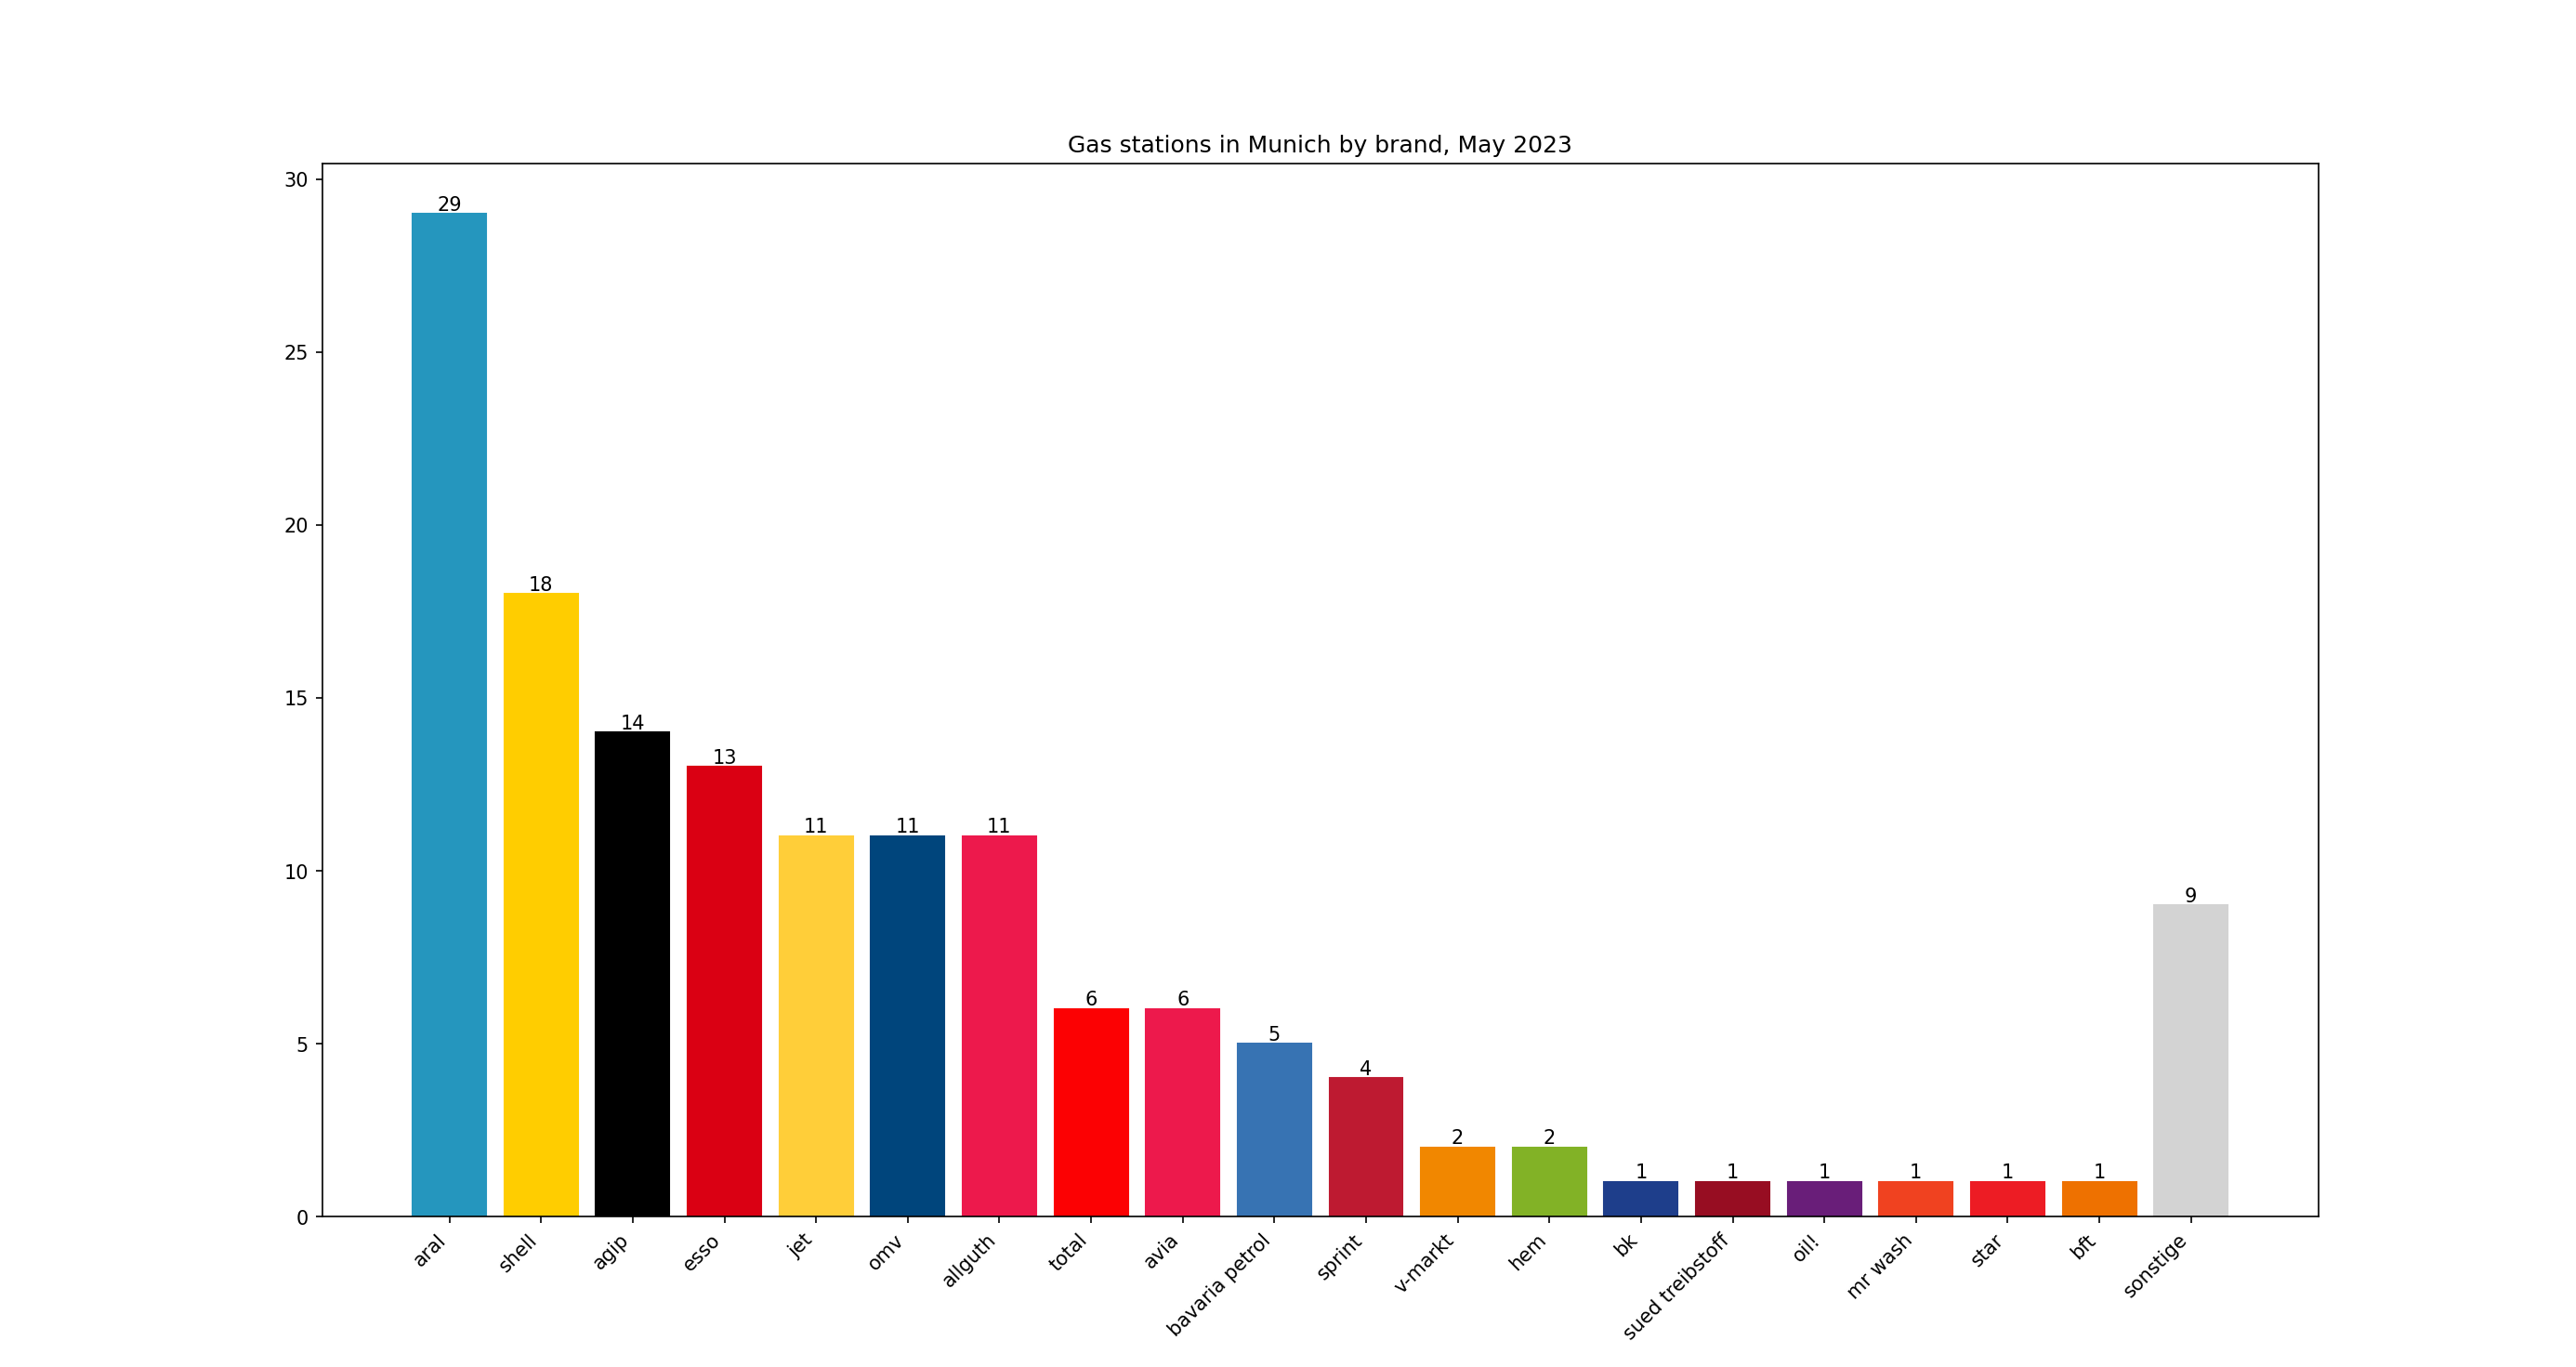 Gas stations in Munich by brand, May 2023
30
25
20
15
10
5
0
29
18
14
13
11
11
11
6
6
5
4
2
2
1
1
1
1
1
1
9
aral
shell
agip
esso
jet
omv
allguth
total
avia
bavaria petrol
sprint
v-markt
hem
bk
sued treibstoff
oil!
mr wash
star
bft
sonstige